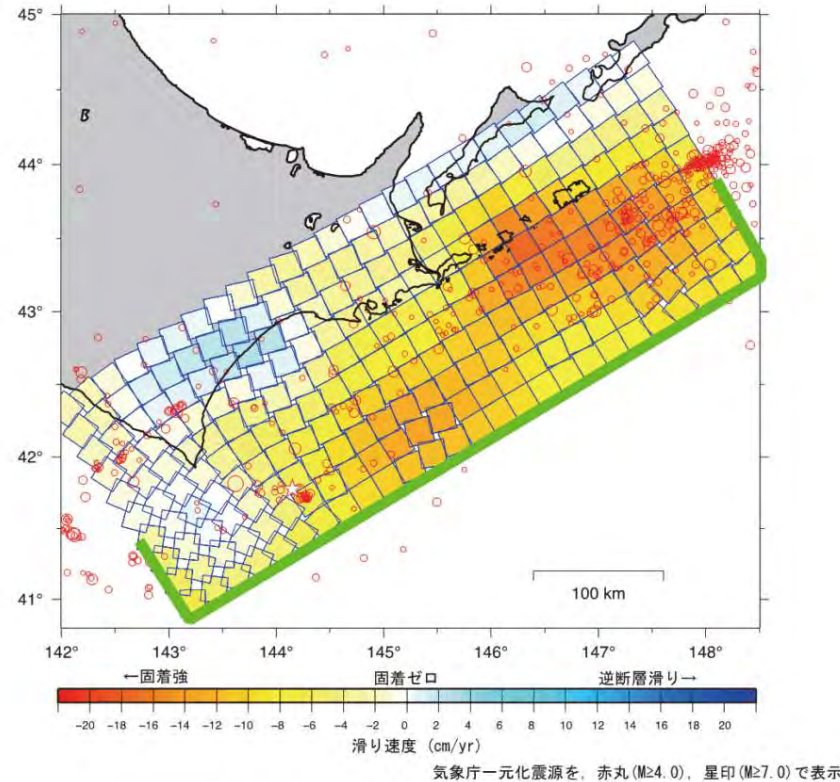 45°
44°
43°
42°
41°
142° 143° 144° 145° 146° 147° 148°
100 km
←固着強 固着ゼロ 逆断層滑り→
-20 -18 -16 -14 -12 -10 -8 -6 -4 -2 0 2 4 6 8 10 12 14 16 18 20
滑り速度 (cm/yr)
気象庁一元化震源を, 赤丸(M≥4.0), 星印(M≥7.0)で表示